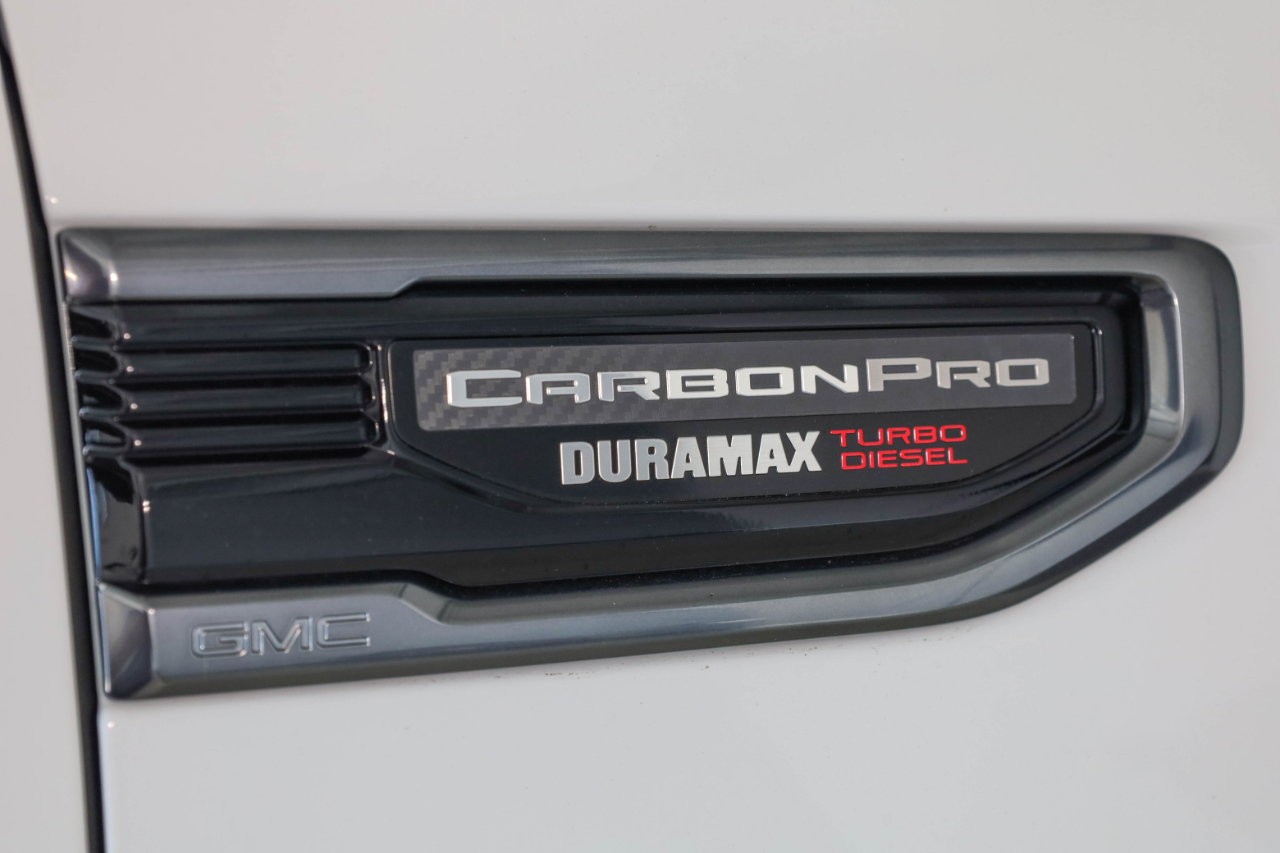 CARBONPRO
DURAMAX TURBO
DIESEL
GMC